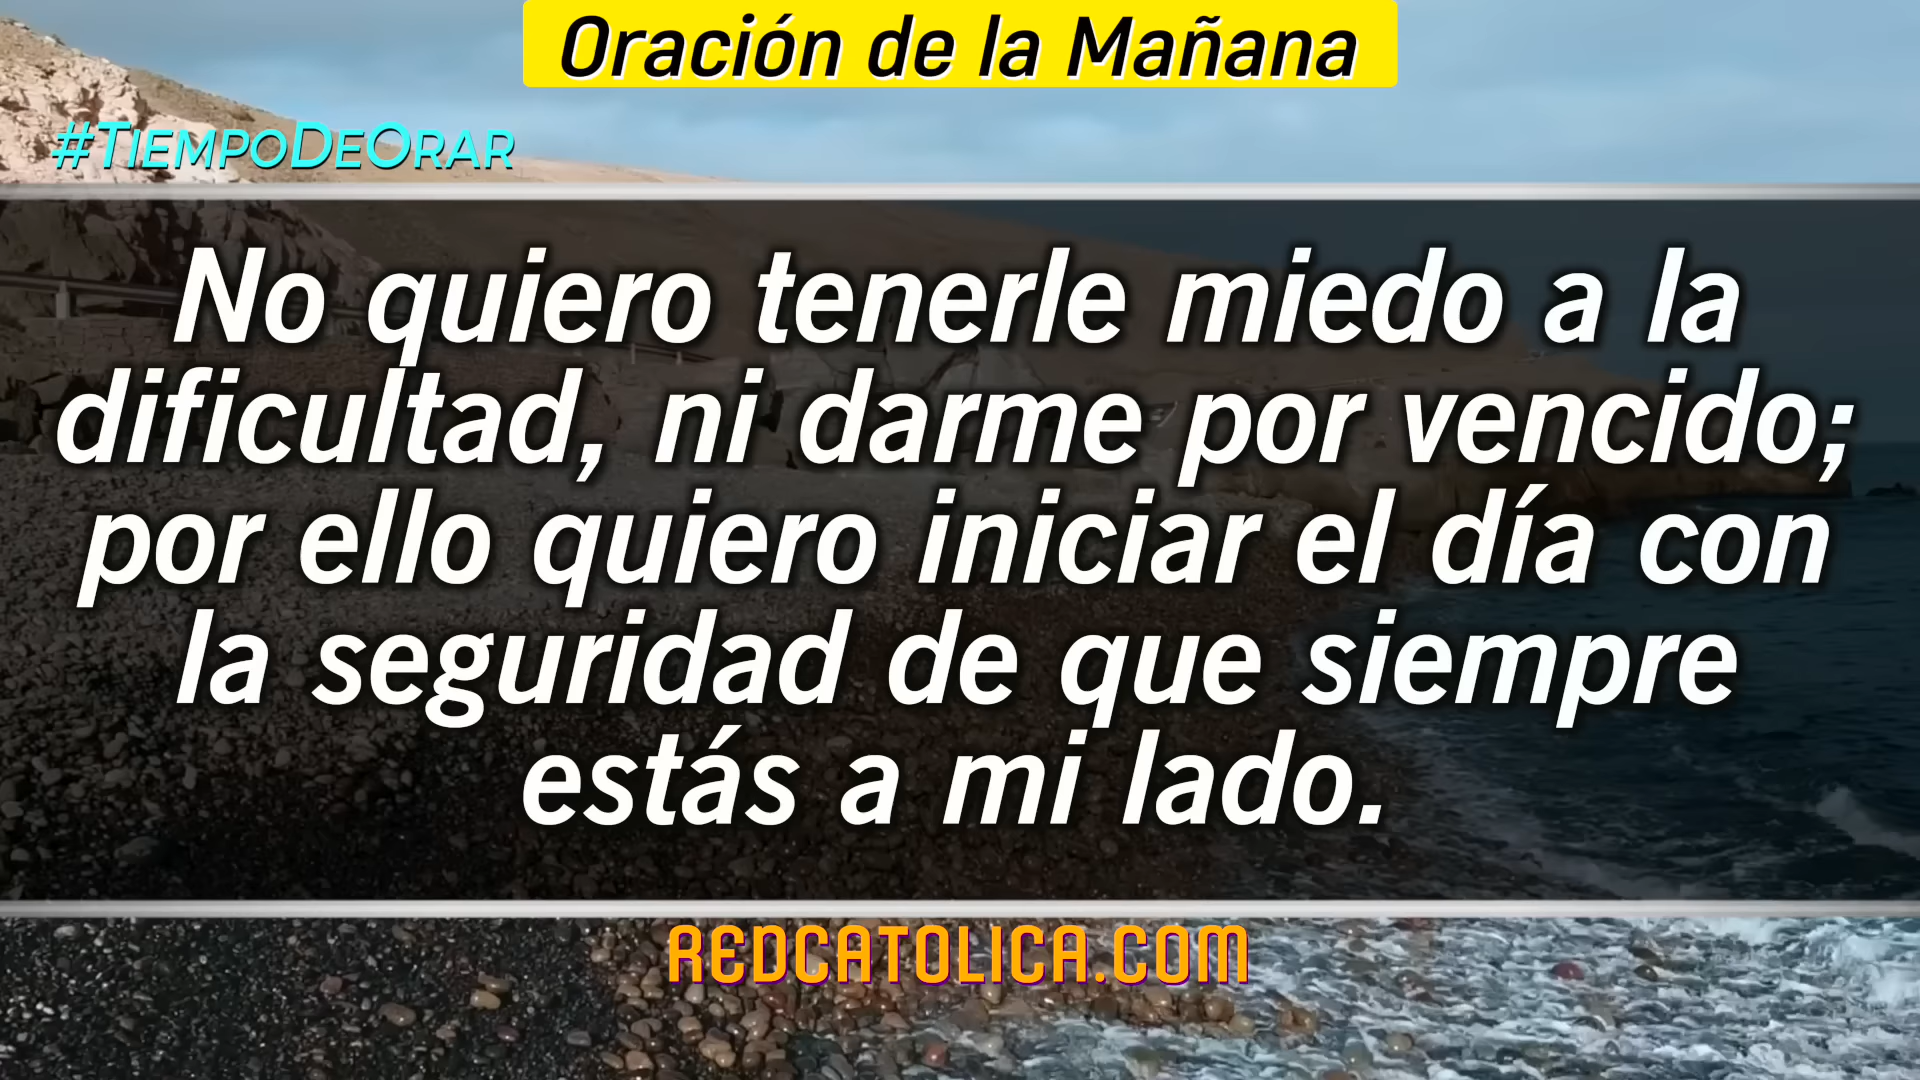 Oración de la Mañana
#TiempoDeOrar
No quiero tenerle miedo a la
dificultad, ni darme por vencido;
por ello quiero iniciar el día con
la seguridad de que siempre
estás a mi lado.
REDCATOLICA.COM